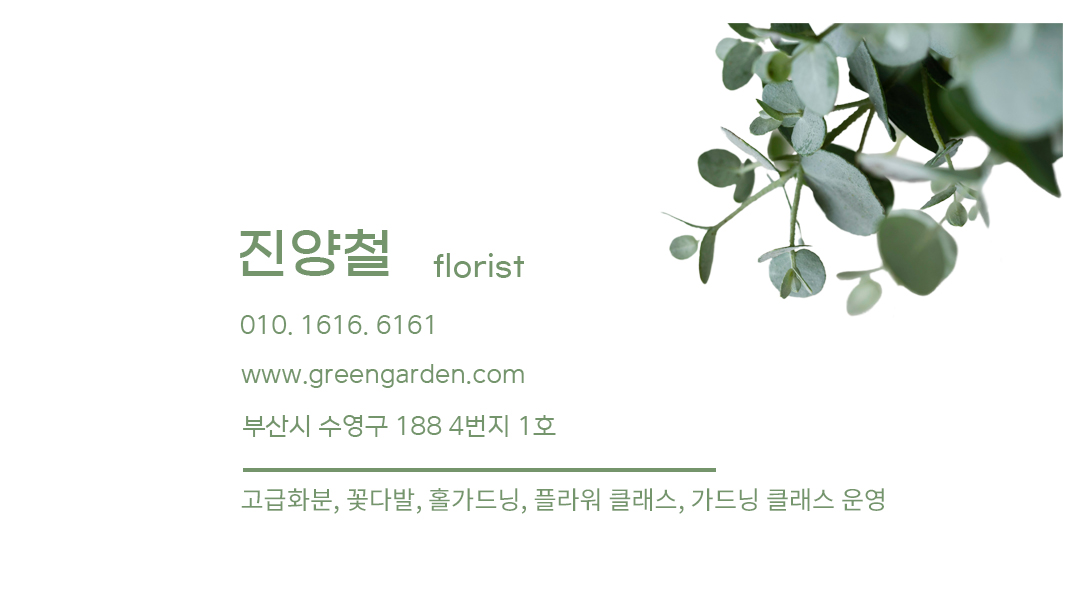 진양철 florist
010. 1616. 6161
www.greengarden.com
부산시 수영구 188 4번지 1호
고급화분, 꽃다발, 홀가드닝, 플라워 클래스, 가드닝 클래스 운영